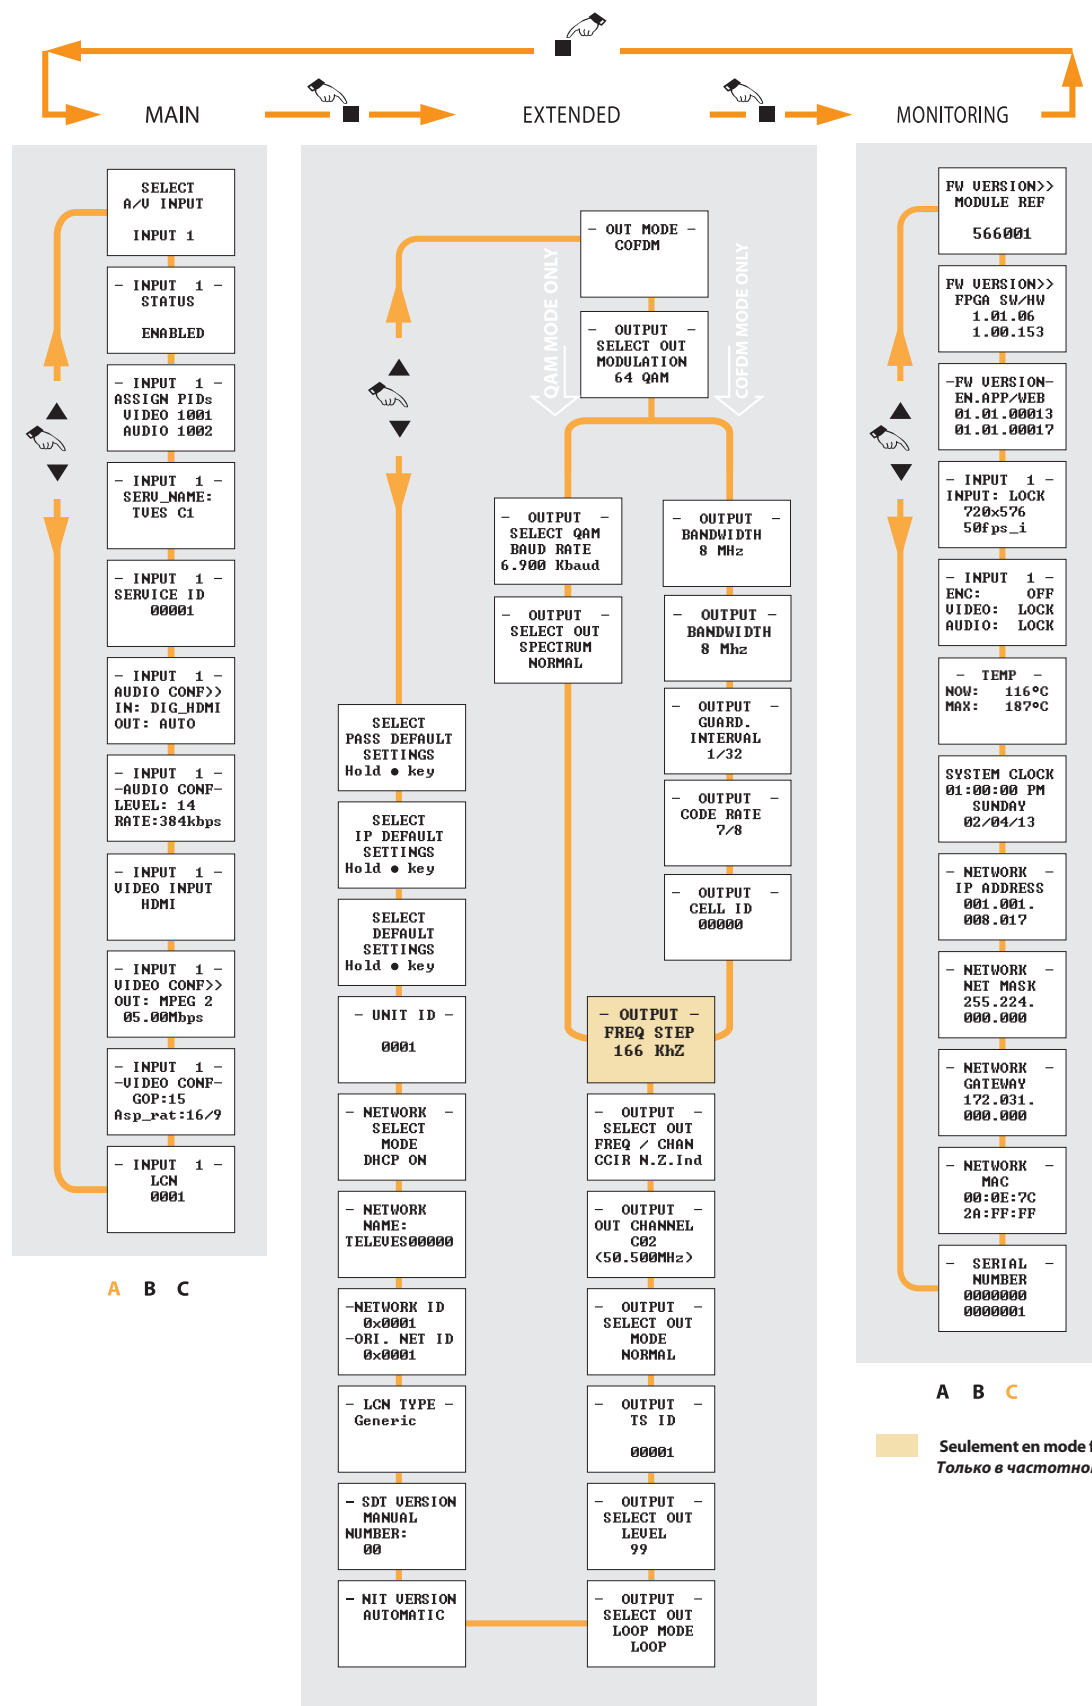 MAIN
EXTENDED
MONITORING
SELECT
A/V INPUT
INPUT 1
- INPUT 1 -
STATUS
ENABLED
- INPUT 1 -
ASSIGN PIDs
VIDEO 1001
AUDIO 1002
- INPUT 1 -
SERV_NAME:
TVES C1
- INPUT 1 -
SERVICE ID
00001
- INPUT 1 -
AUDIO CONF>>
IN: DIG_HDMI
OUT: AUTO
- INPUT 1 -
-AUDIO CONF-
LEVEL: 14
RATE:384kbps
- INPUT 1 -
VIDEO INPUT
HDMI
- INPUT 1 -
VIDEO CONF>>
OUT: MPEG 2
05.00Mbps
- INPUT 1 -
-VIDEO CONF-
GOP:15
Asp_rat:16/9
- INPUT 1 -
LCN
0001
A B C
- OUT MODE -
COFDM
QAM MODE ONLY
COFDM MODE ONLY
- OUTPUT -
SELECT OUT
MODULATION
64 QAM
- OUTPUT -
SELECT QAM
BAUD RATE
6.900 Kbaud
- OUTPUT -
SELECT OUT
SPECTRUM
NORMAL
- OUTPUT -
BANDWIDTH
8 MHz
- OUTPUT -
BANDWIDTH
8 Mhz
- OUTPUT -
GUARD.
INTERVAL
1/32
- OUTPUT -
CODE RATE
7/8
- OUTPUT -
CELL ID
00000
SELECT
PASS DEFAULT
SETTINGS
Hold ● key
SELECT
IP DEFAULT
SETTINGS
Hold ● key
SELECT
DEFAULT
SETTINGS
Hold ● key
- UNIT ID -
0001
- NETWORK -
SELECT
MODE
DHCP ON
- NETWORK
NAME:
TELEVES00000
-NETWORK ID
0x0001
-ORI. NET ID
0x0001
- LCN TYPE -
Generic
- SDT VERSION
MANUAL
NUMBER:
00
- NIT VERSION
AUTOMATIC
- OUTPUT -
FREQ STEP
166 KhZ
- OUTPUT -
SELECT OUT
FREQ / CHAN
CCIR N.Z.Ind
- OUTPUT -
OUT CHANNEL
C02
(50.500MHz)
- OUTPUT -
SELECT OUT
MODE
NORMAL
- OUTPUT -
TS ID
00001
- OUTPUT -
SELECT OUT
LEVEL
99
- OUTPUT -
SELECT OUT
LOOP MODE
LOOP
FW VERSION>>
MODULE REF
566001
FW VERSION>>
FPGA SW/HW
1.01.06
1.00.153
-FW VERSION-
EN.APP/WEB
01.01.00013
01.01.00017
- INPUT 1 -
INPUT: LOCK
720x576
50fps_i
- INPUT 1 -
ENC: OFF
VIDEO: LOCK
AUDIO: LOCK
- TEMP -
NOW: 116ºC
MAX: 187ºC
SYSTEM CLOCK
01:00:00 PM
SUNDAY
02/04/13
- NETWORK -
IP ADDRESS
001.001.
008.017
- NETWORK -
NET MASK
255.224.
000.000
- NETWORK -
GATEWAY
172.031.
000.000
- NETWORK -
MAC
00:0E:7C
2A:FF:FF
- SERIAL -
NUMBER
0000000
0000001
A B C
Seulement en mode f
Только в частотно